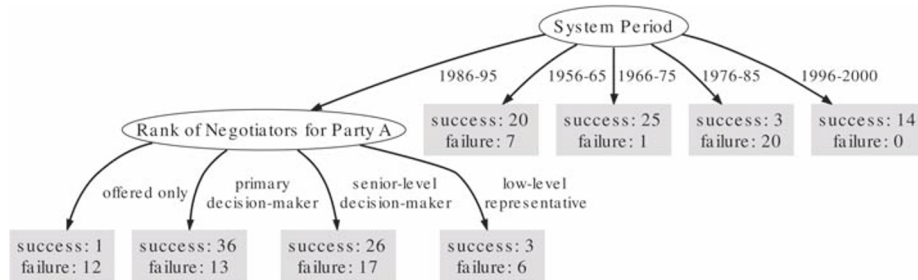 System Period
1986-95
1956-65
1966-75
1976-85
1996-2000
Rank of Negotiators for Party A
success: 20
failure: 7
success: 25
failure: 1
success: 3
failure: 20
success: 14
failure: 0
offered only
primary
decision-maker
senior-level
decision-maker
low-level
representative
success: 1
failure: 12
success: 36
failure: 13
success: 26
failure: 17
success: 3
failure: 6